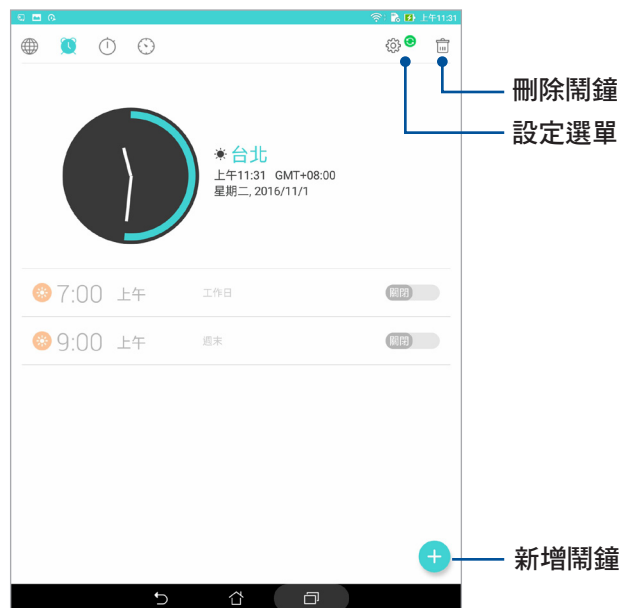 上午11:31
刪除鬧鐘
設定選單
台北
上午11:31 GMT+08:00
星期二, 2016/11/1
7:00 上午 工作日 關閉
9:00 上午 週末 關閉
新增鬧鐘